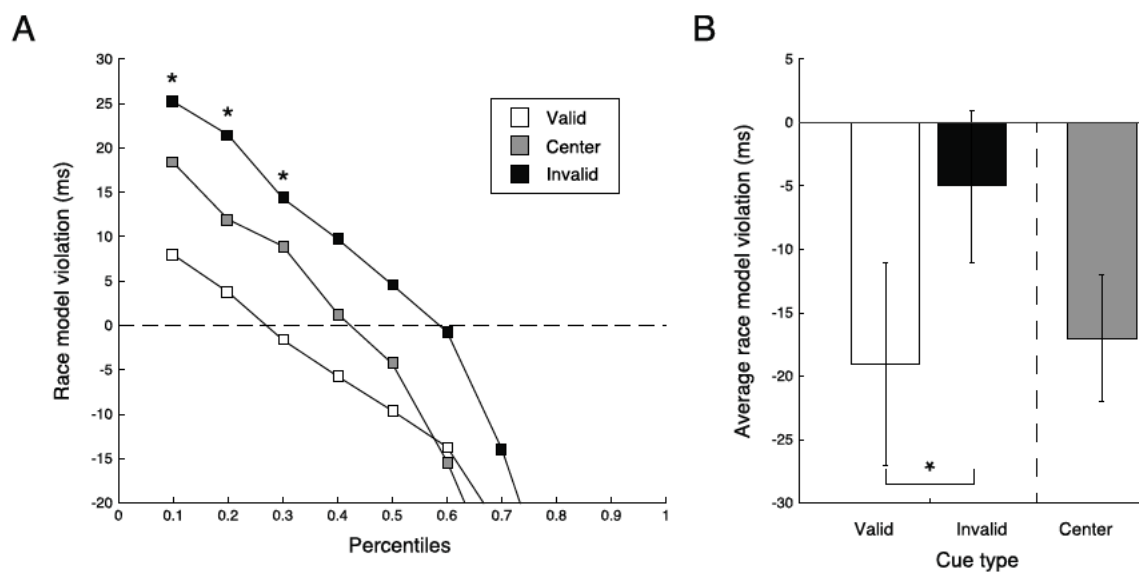 A
Race model violation (ms)
30
25
20
15
10
5
0
-5
-10
-15
-20
*
*
*
Valid
Center
Invalid
0
0.1
0.2
0.3
0.4
0.5
0.6
0.7
0.8
0.9
1
Percentiles
B
Average race model violation (ms)
5
0
-5
-10
-15
-20
-25
-30
*
Valid
Invalid
Center
Cue type